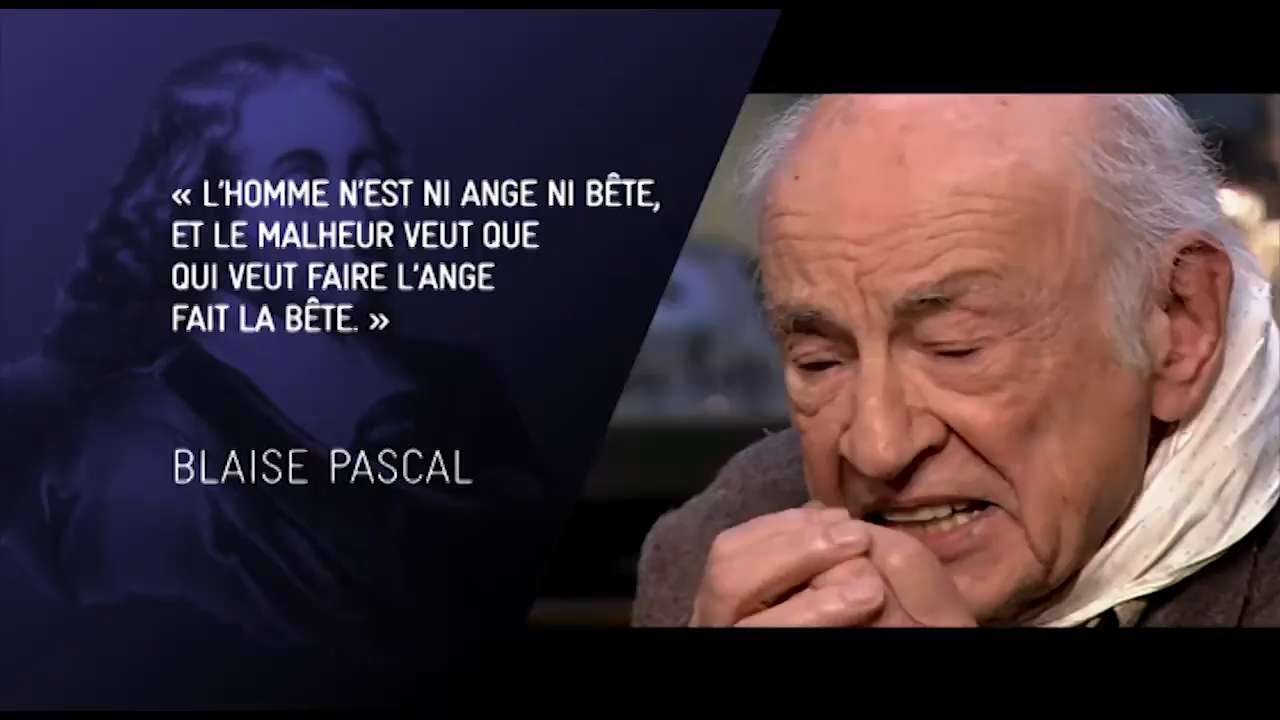 « L'HOMME N'EST NI ANGE NI BÊTE,
ET LE MALHEUR VEUT QUE
QUI VEUT FAIRE L'ANGE
FAIT LA BÊTE. »
BLAISE PASCAL